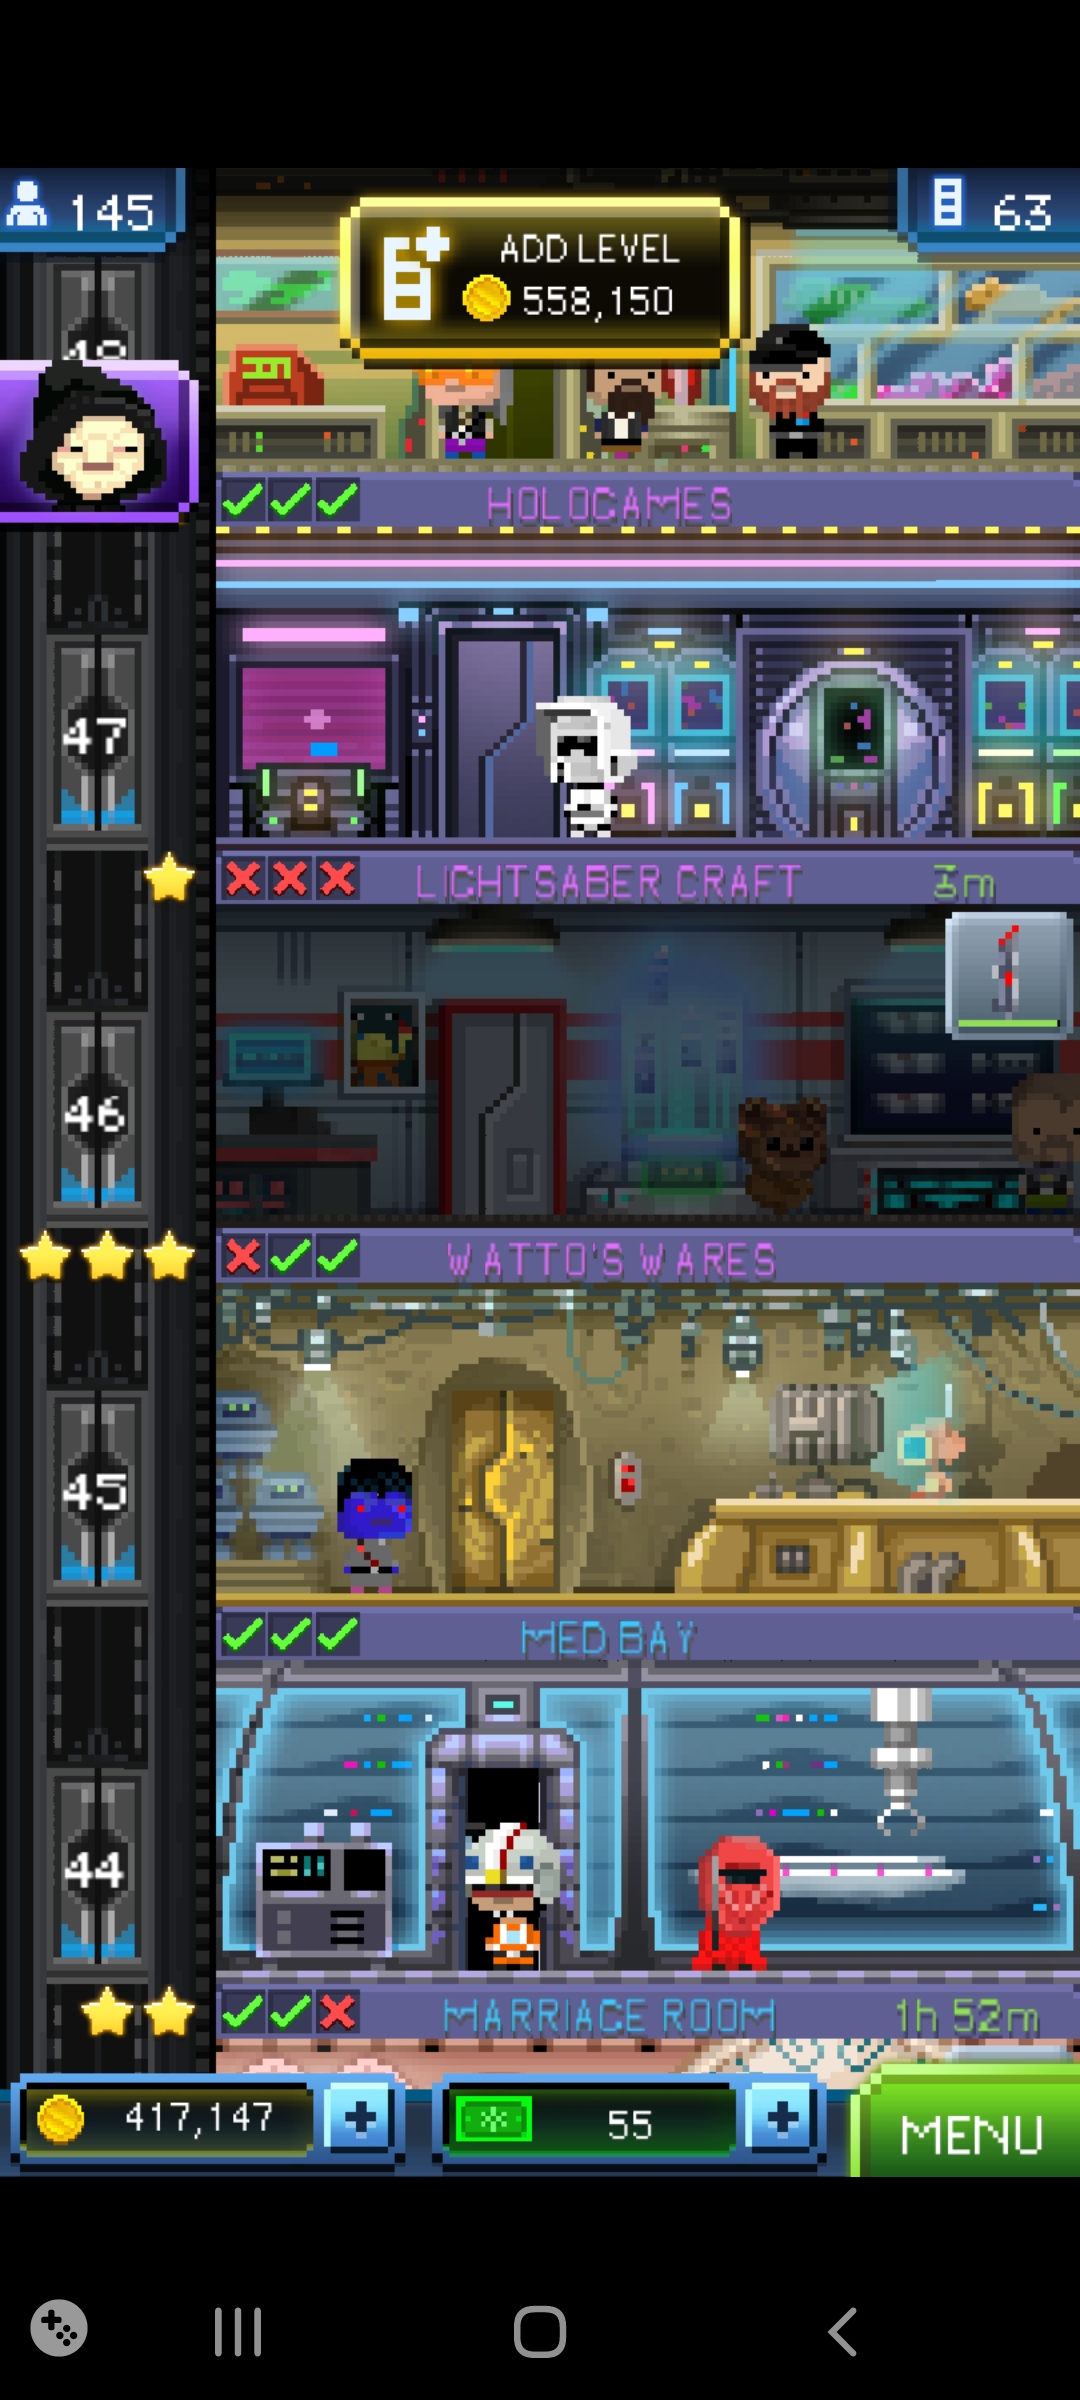 145
ADD LEVEL
558,150
63
HOLOGAMES
47
LIGHTSABER CRAFT 3m
46
WATTO'S WARES
45
MED BAY
44
MARRIAGE ROOM 1h 52m
417,147
55
MENU